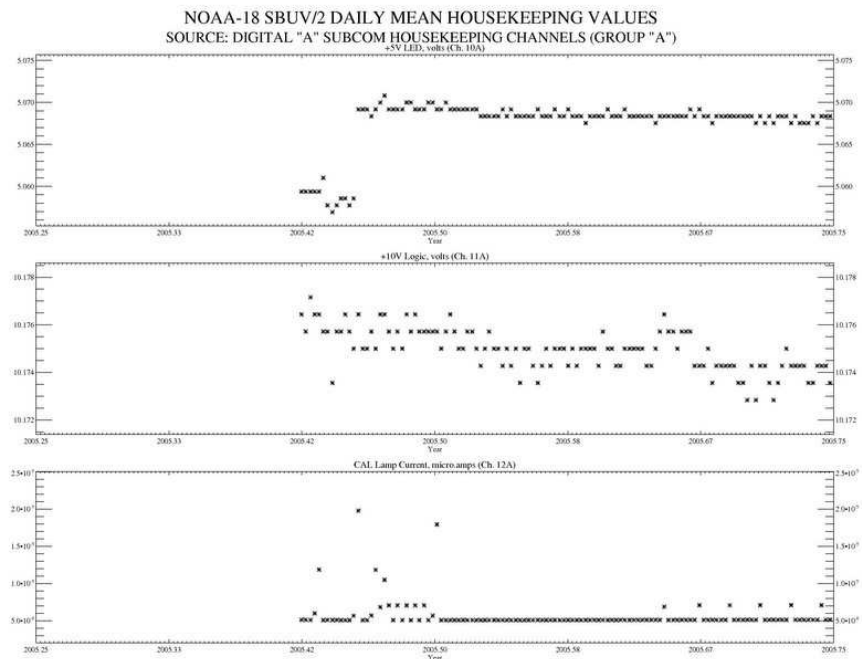 NOAA-18 SBUV/2 DAILY MEAN HOUSEKEEPING VALUES
SOURCE: DIGITAL "A" SUBCOM HOUSEKEEPING CHANNELS (GROUP "A")
+5V LED, volts (Ch. 10A)
5.075 5.075
5.070 5.070
5.065 5.065
5.060 5.060
2005.25 2005.33 2005.42 2005.50 2005.58 2005.67 2005.75
Year
+10V Logic, volts (Ch. 11A)
10.178 10.178
10.176 10.176
10.174 10.174
10.172 10.172
2005.25 2005.33 2005.42 2005.50 2005.58 2005.67 2005.75
Year
CAL Lamp Current, micro.amps (Ch. 12A)
2005.25 2005.33 2005.42 2005.50 2005.58 2005.67 2005.75
Year